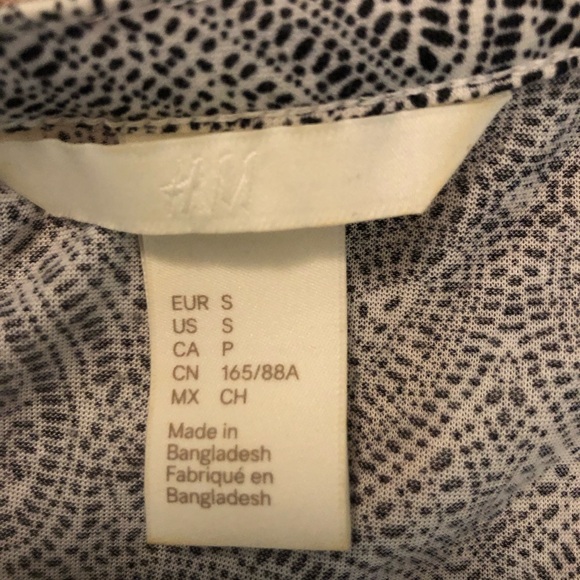 H&M
EUR S
US S
CA P
CN 165/88A
MX CH
Made in
Bangladesh
Fabriqué en
Bangladesh